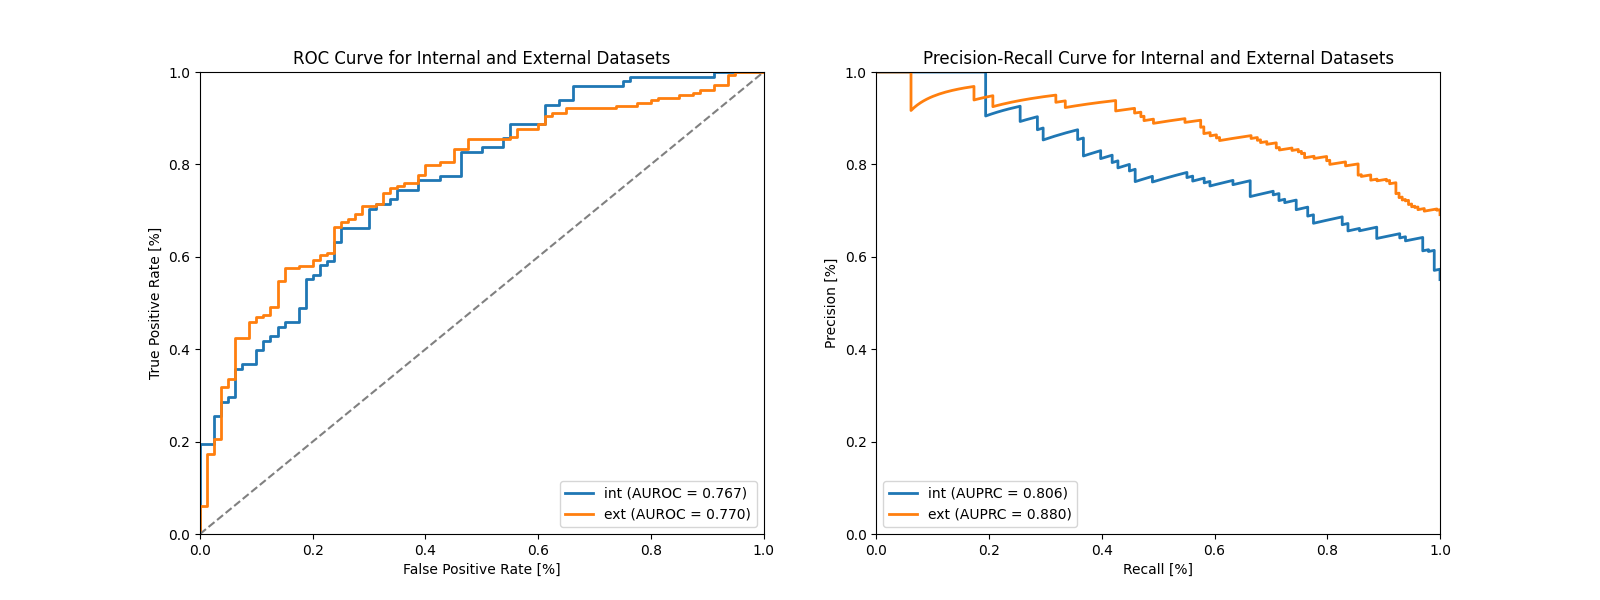 ROC Curve for Internal and External Datasets
True Positive Rate [%]
1.0
0.8
0.6
0.4
0.2
0.0
int (AUROC = 0.767)
ext (AUROC = 0.770)
0.0 0.2 0.4 0.6 0.8 1.0
False Positive Rate [%]
Precision-Recall Curve for Internal and External Datasets
Precision [%]
1.0
0.8
0.6
0.4
0.2
0.0
int (AUPRC = 0.806)
ext (AUPRC = 0.880)
0.0 0.2 0.4 0.6 0.8 1.0
Recall [%]